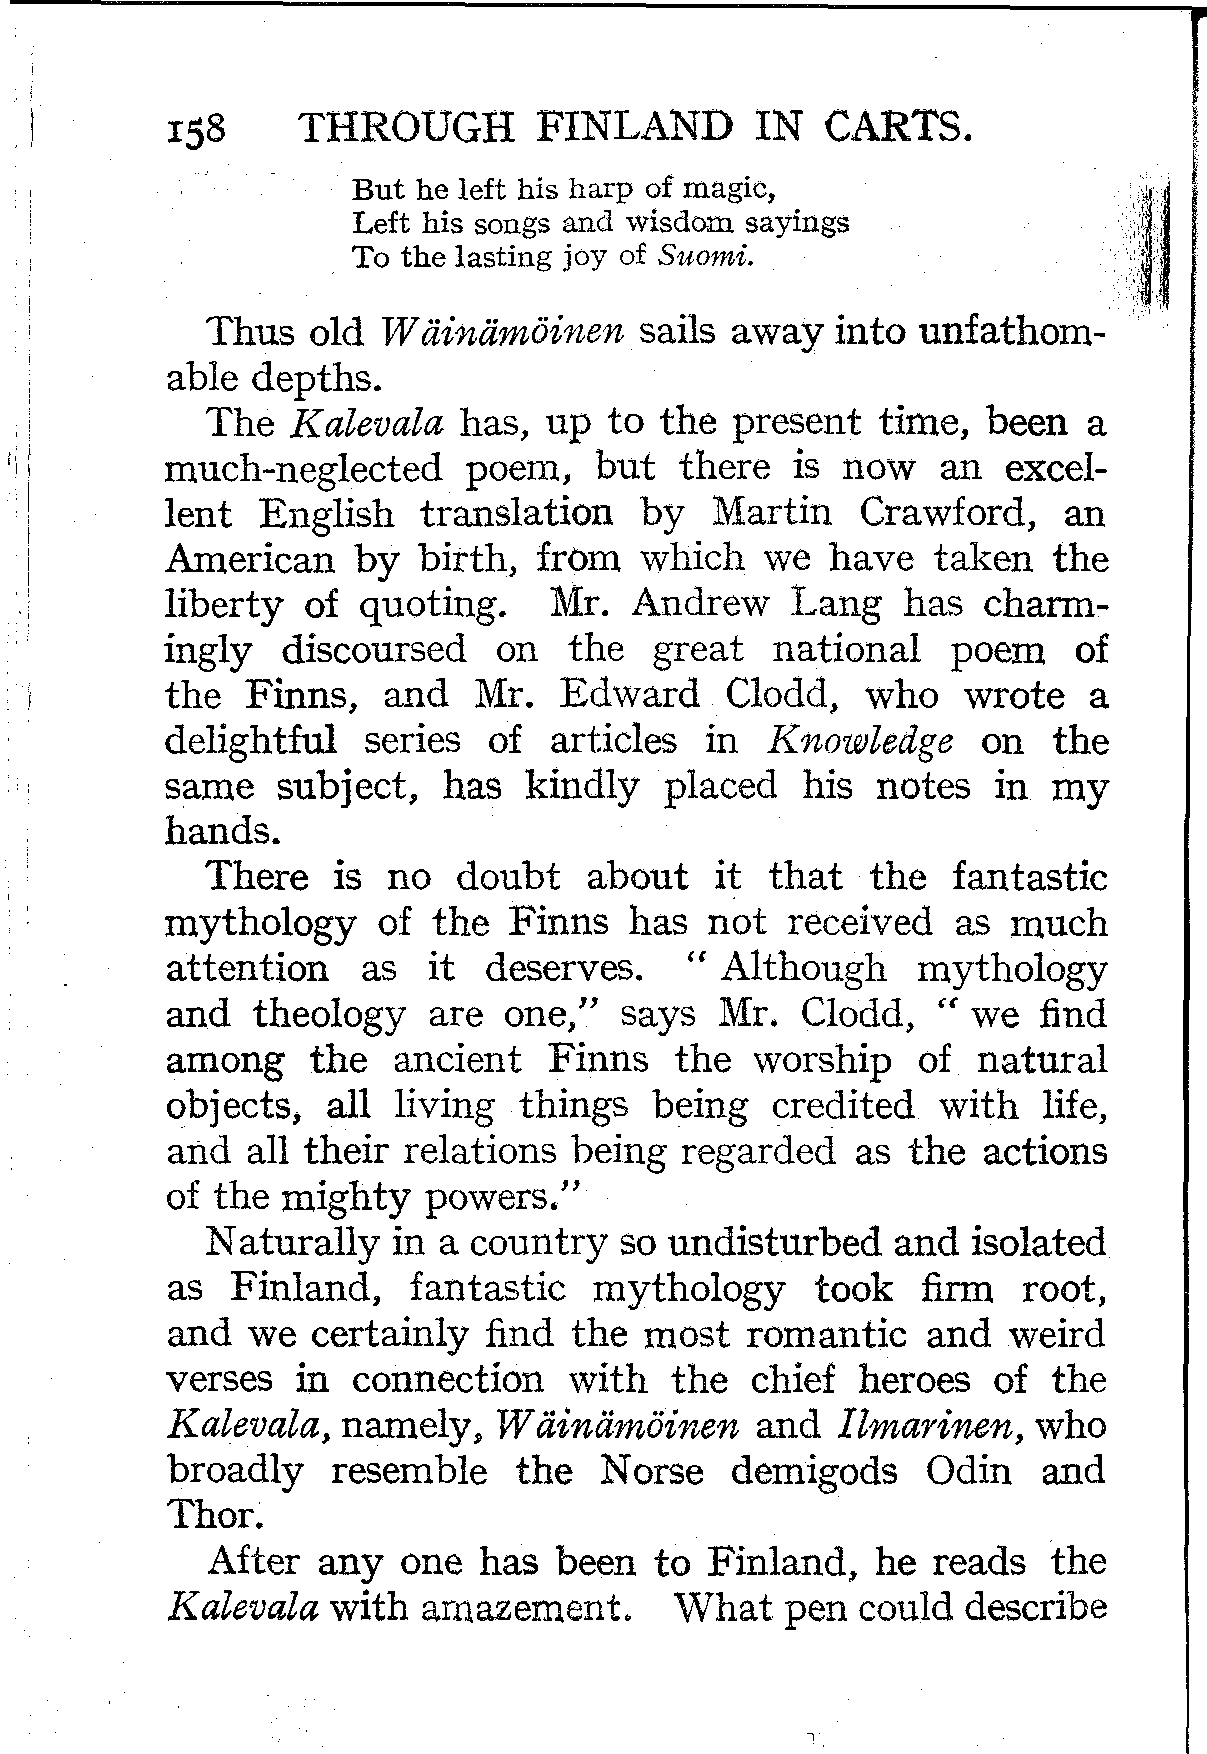 158 THROUGH FINLAND IN CARTS.
But he left his harp of magic,
Left his songs and wisdom sayings
To the lasting joy of Suomi.
Thus old Wäinämöinen sails away into unfathom-
able depths.
The Kalevala has, up to the present time, been a
much-neglected poem, but there is now an excel-
lent English translation by Martin Crawford, an
American by birth, from which we have taken the
liberty of quoting. Mr. Andrew Lang has charm-
ingly discoursed on the great national poem of
the Finns, and Mr. Edward Clodd, who wrote a
delightful series of articles in Knowledge on the
same subject, has kindly placed his notes in my
hands.
There is no doubt about it that the fantastic
mythology of the Finns has not received as much
attention as it deserves. “ Although mythology
and theology are one,” says Mr. Clodd, “ we find
among the ancient Finns the worship of natural
objects, all living things being credited with life,
and all their relations being regarded as the actions
of the mighty powers.”
Naturally in a country so undisturbed and isolated
as Finland, fantastic mythology took firm root,
and we certainly find the most romantic and weird
verses in connection with the chief heroes of the
Kalevala, namely, Wäinämöinen and Ilmarinen, who
broadly resemble the Norse demigods Odin and
Thor.
After any one has been to Finland, he reads the
Kalevala with amazement. What pen could describe